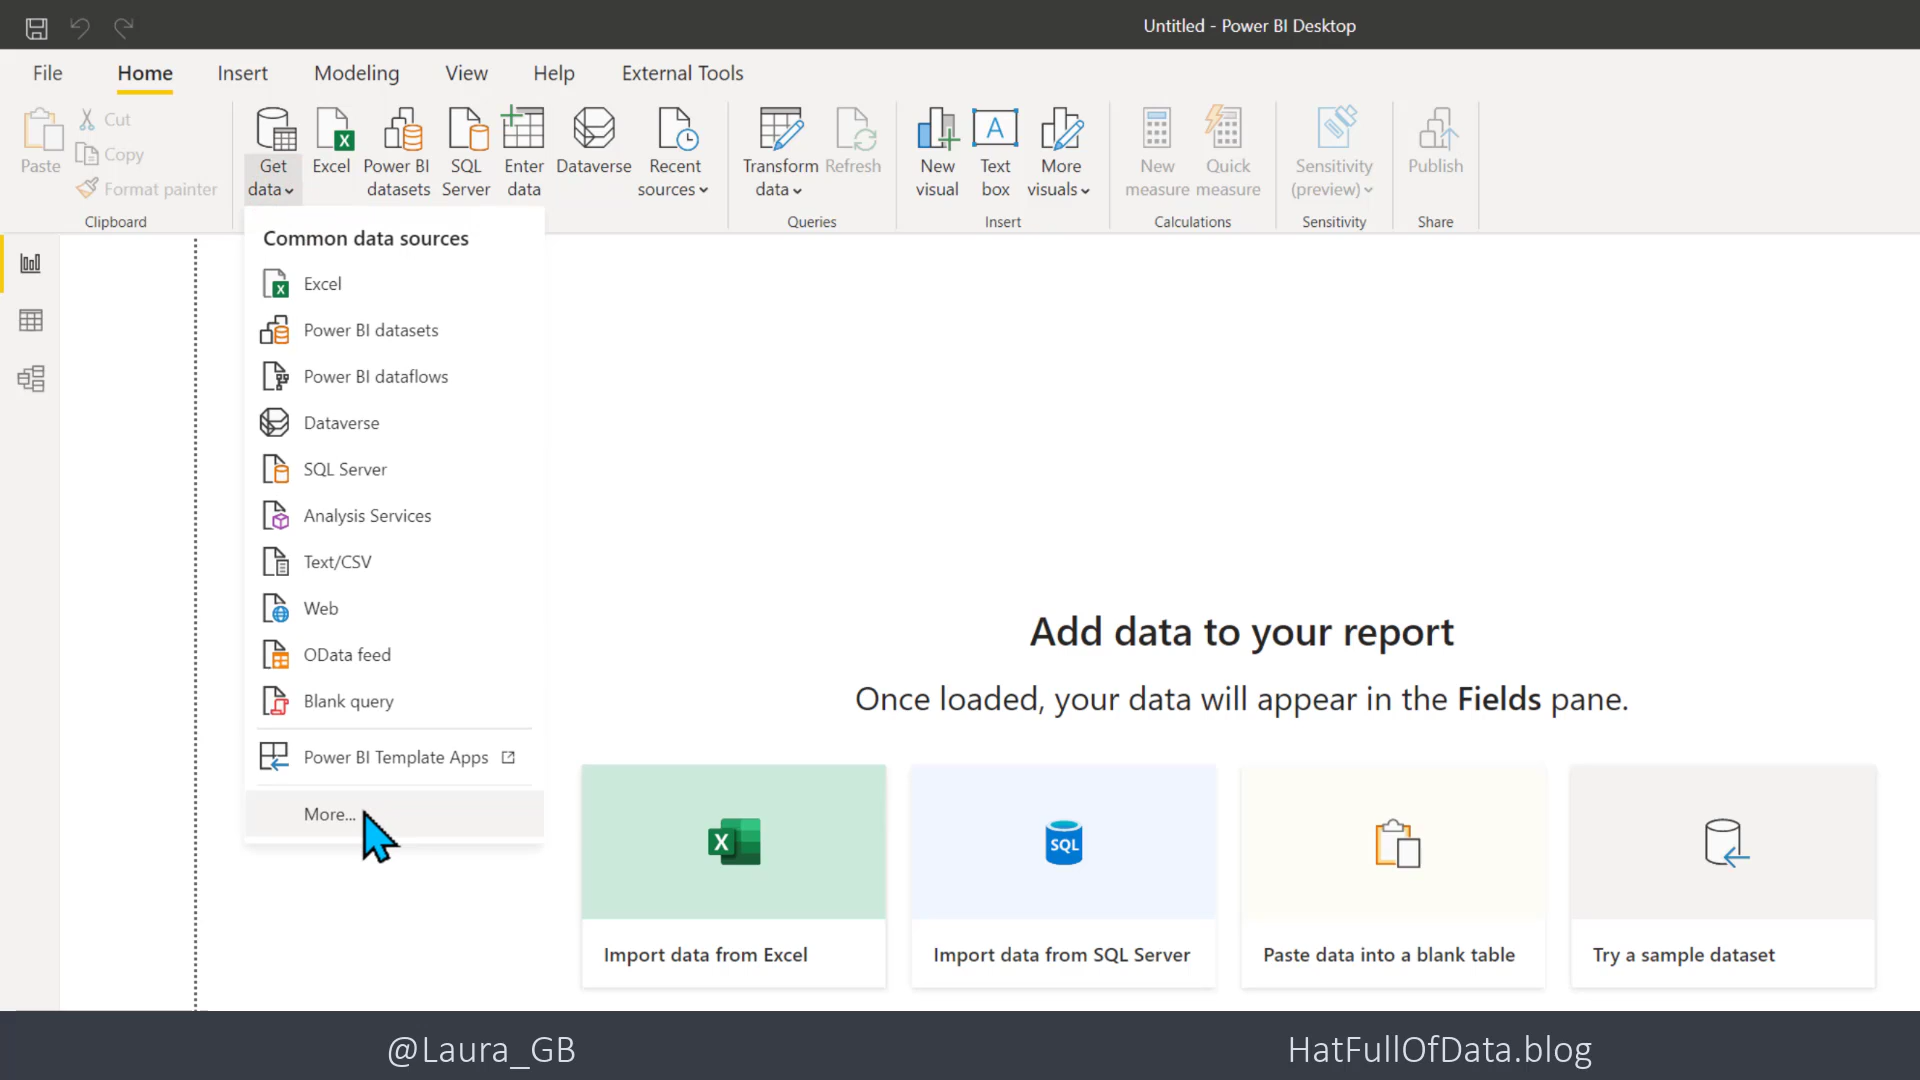 Untitled - Power BI Desktop
File Home Insert Modeling View Help External Tools
Paste
Cut
Copy
Format painter
Clipboard
Get data
Excel
Power BI datasets
SQL Server
Enter data
Dataverse
Recent sources
Transform data
Refresh
Queries
New visual
Text box
More visuals
Insert
New measure
Quick measure
Calculations
Sensitivity (preview)
Sensitivity
Publish
Share
Common data sources
Excel
Power BI datasets
Power BI dataflows
Dataverse
SQL Server
Analysis Services
Text/CSV
Web
OData feed
Blank query
Power BI Template Apps
More...
Add data to your report
Once loaded, your data will appear in the Fields pane.
SQL
Import data from Excel
Import data from SQL Server
Paste data into a blank table
Try a sample dataset
@Laura_GB
HatFullOfData.blog